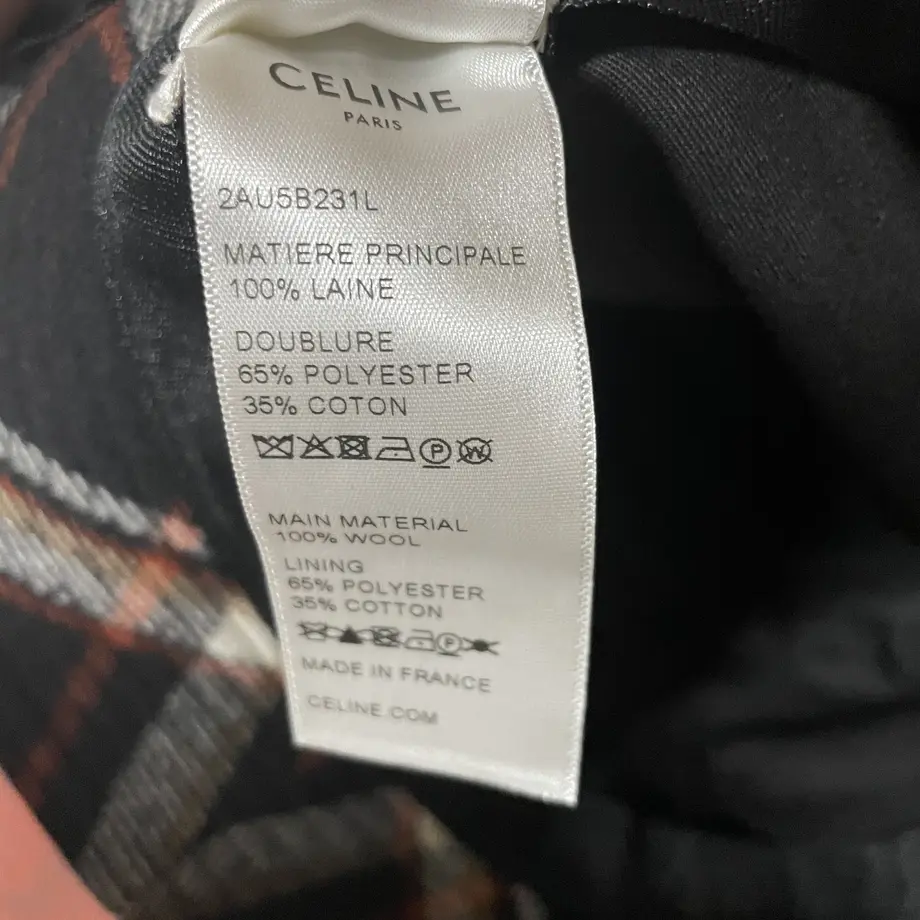 CELINE
PARIS
2AU5B231L
MATIERE PRINCIPALE
100% LAINE
DOUBLURE
65% POLYESTER
35% COTON
MAIN MATERIAL
100% WOOL
LINING
65% POLYESTER
35% COTTON
MADE IN FRANCE
CELINE.COM